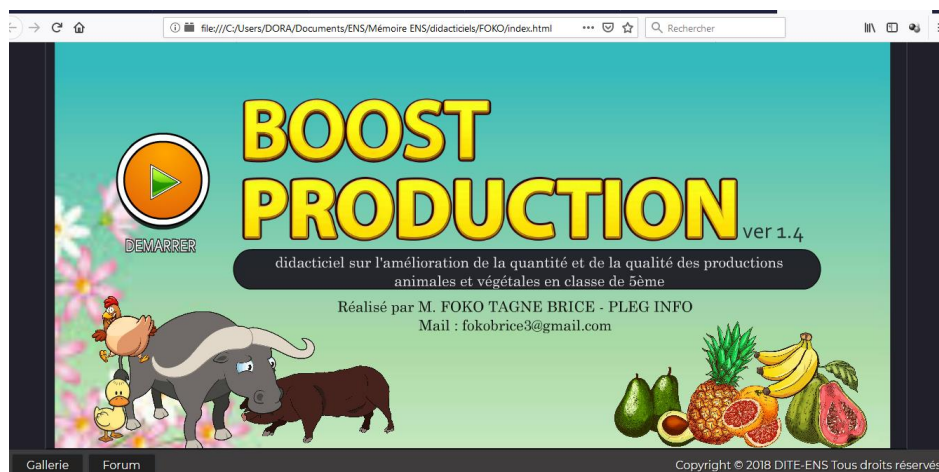 file:///C:/Users/DORA/Documents/ENS/Mémoire ENS/didacticiels/FOKO/index.html
Rechercher
BOOST
PRODUCTION
ver 1.4
DEMARRER
didacticiel sur l'amélioration de la quantité et de la qualité des productions
animales et végétales en classe de 5ème
Réalisé par M. FOKO TAGNE BRICE - PLEG INFO
Mail : fokobrice3@gmail.com
Gallerie Forum Copyright © 2018 DITE-ENS Tous droits réservés